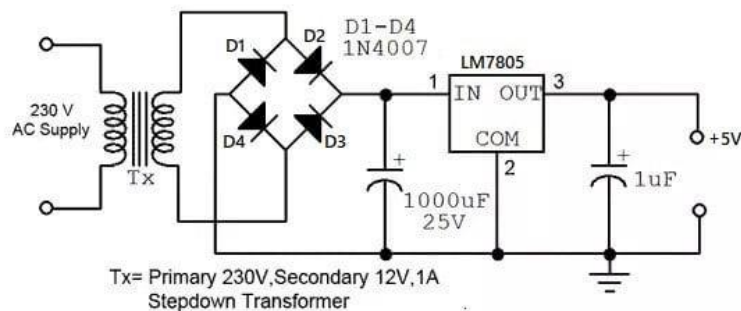 D1
D2
D1-D4
1N4007
LM7805
1
IN OUT
3
230 V
AC Supply
COM
+5V
D4
D3
2
Tx
+
1000uF
25V
+
1uF
Tx= Primary 230V,Secondary 12V,1A
Stepdown Transformer